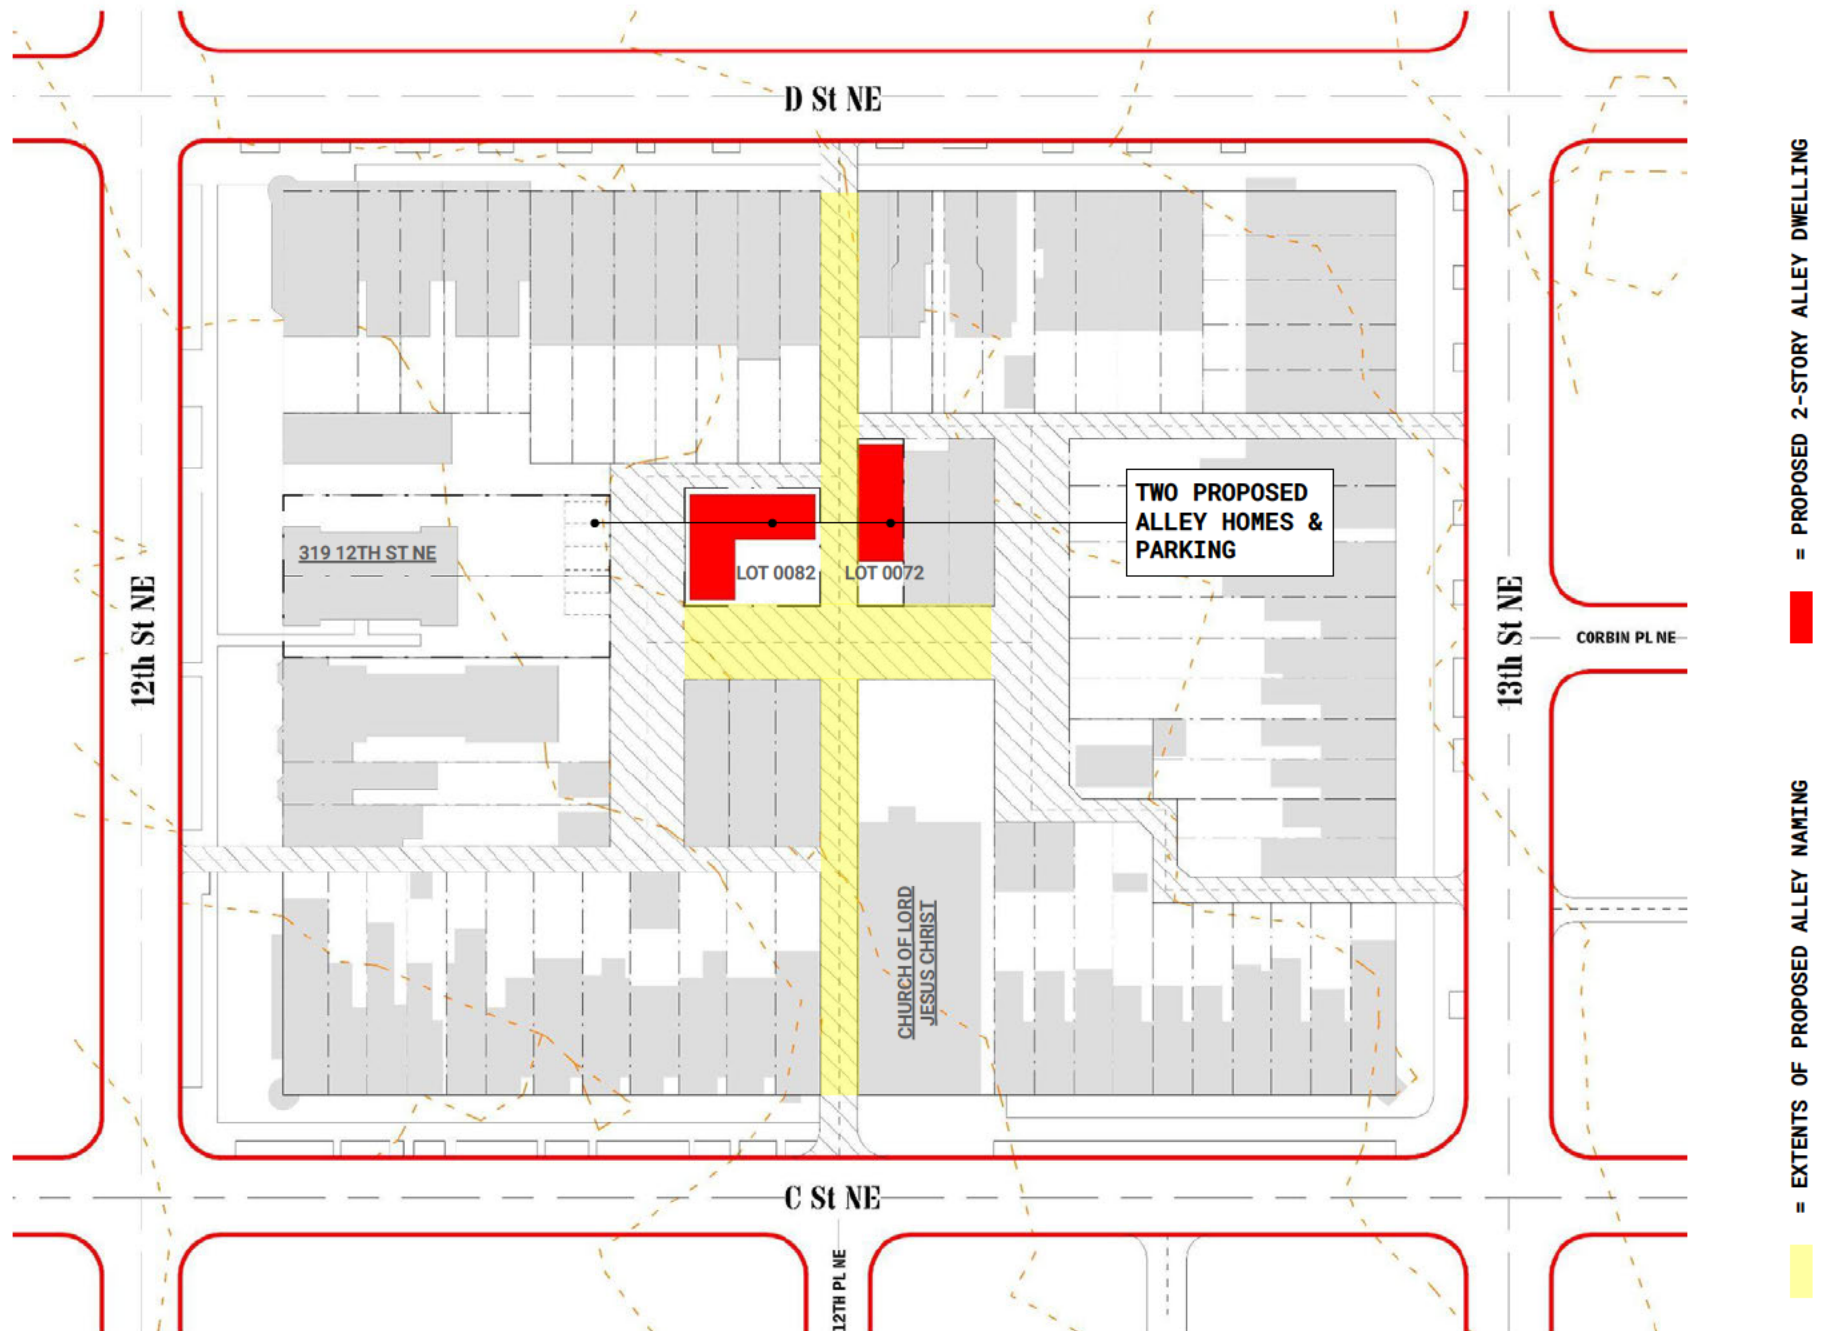 D St NE
= PROPOSED 2-STORY ALLEY DWELLING
TWO PROPOSED
ALLEY HOMES &
PARKING
319 12TH ST NE
LOT 0082
LOT 0072
12th St NE
13th St NE
CORBIN PL NE
= EXTENTS OF PROPOSED ALLEY NAMING
CHURCH OF LORD
JESUS CHRIST
C St NE
12TH PL NE